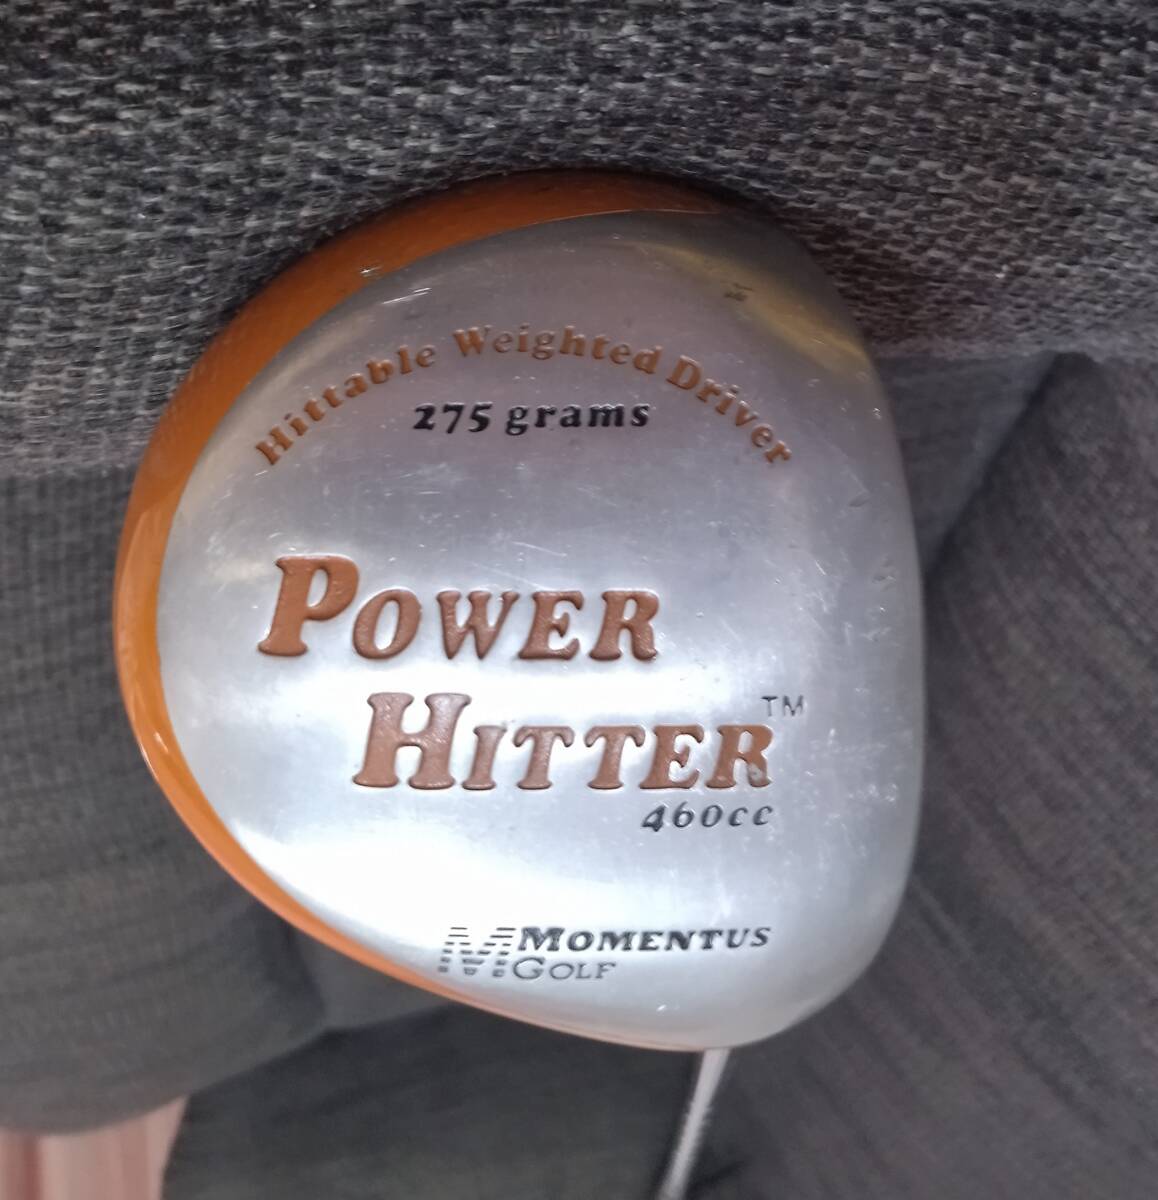 Hittable Weighted Driver
275 grams
POWER
HITTER™
460cc
MOMENTUS
GOLF